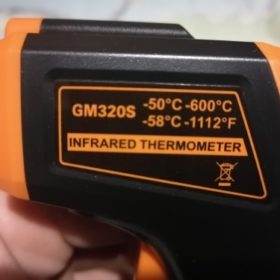 GM320S -50°C -600°C
-58°C -1112°F
INFRARED THERMOMETER